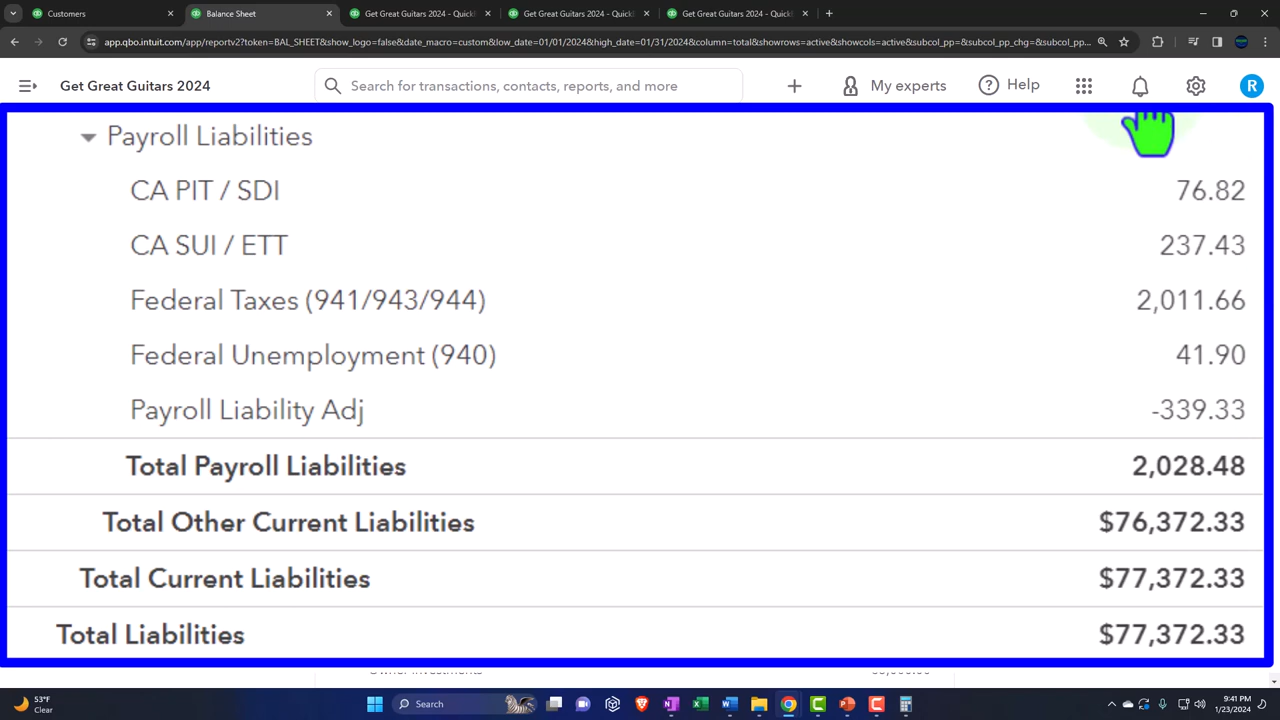 Customers
Balance Sheet
Get Great Guitars 2024 - QuickF
Get Great Guitars 2024 - QuickF
Get Great Guitars 2024 - QuickF
app.qbo.intuit.com/app/reportv2?token=BAL_SHEET&show_logo=false&date_macro=custom&low_date=01/01/2024&high_date=01/31/2024&column=total&showrows=active&showcols=active&subcol_pp=&subcol_pp_chg=&subcol_pp...
Get Great Guitars 2024
Search for transactions, contacts, reports, and more
My experts
Help
R
Payroll Liabilities
CA PIT / SDI 76.82
CA SUI / ETT 237.43
Federal Taxes (941/943/944) 2,011.66
Federal Unemployment (940) 41.90
Payroll Liability Adj -339.33
Total Payroll Liabilities 2,028.48
Total Other Current Liabilities $76,372.33
Total Current Liabilities $77,372.33
Total Liabilities $77,372.33
53°F
Clear
Search
9:41 PM
1/23/2024